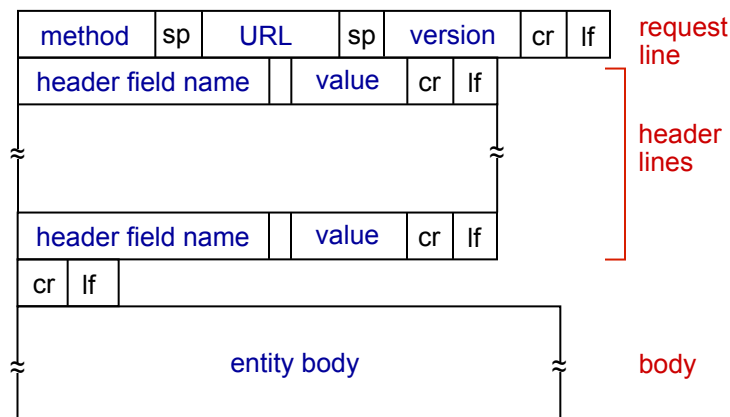 method sp URL sp version cr lf request
line
header field name value cr lf
header
lines
header field name value cr lf
cr lf
entity body body